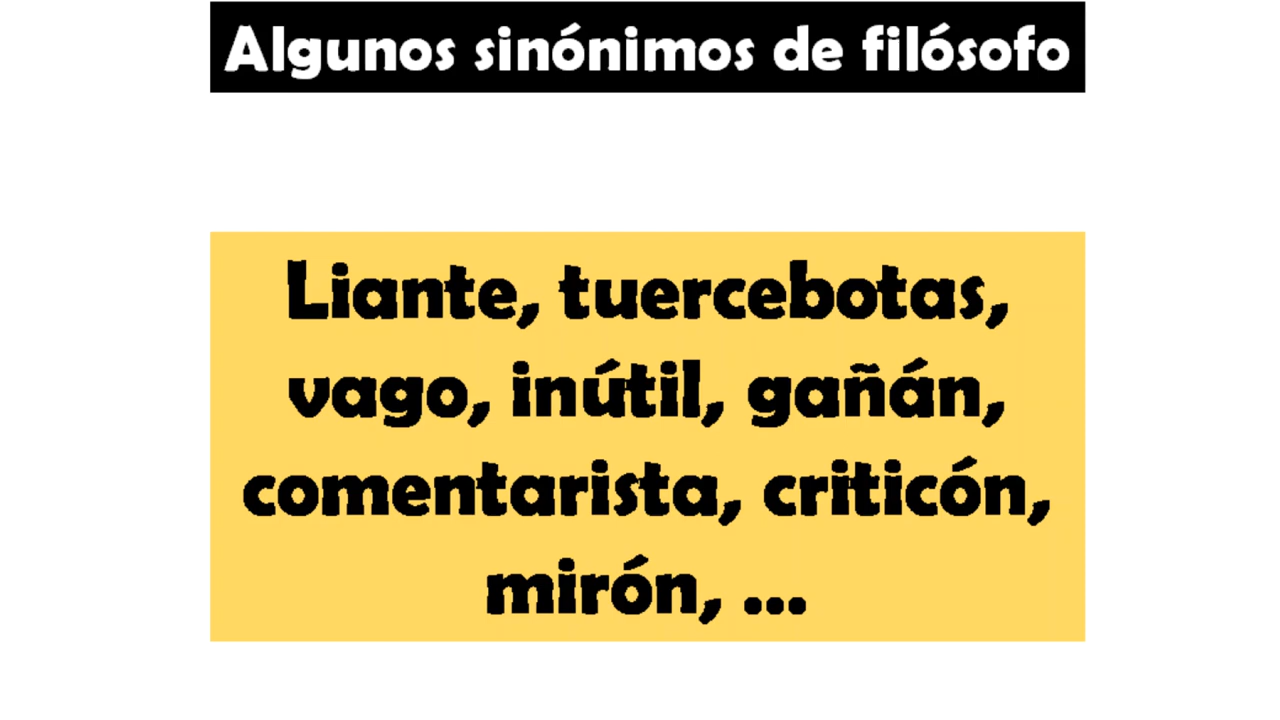 Algunos sinónimos de filósofo
Liante, tuercebotas,
vago, inútil, gañán,
comentarista, criticón,
mirón, ...